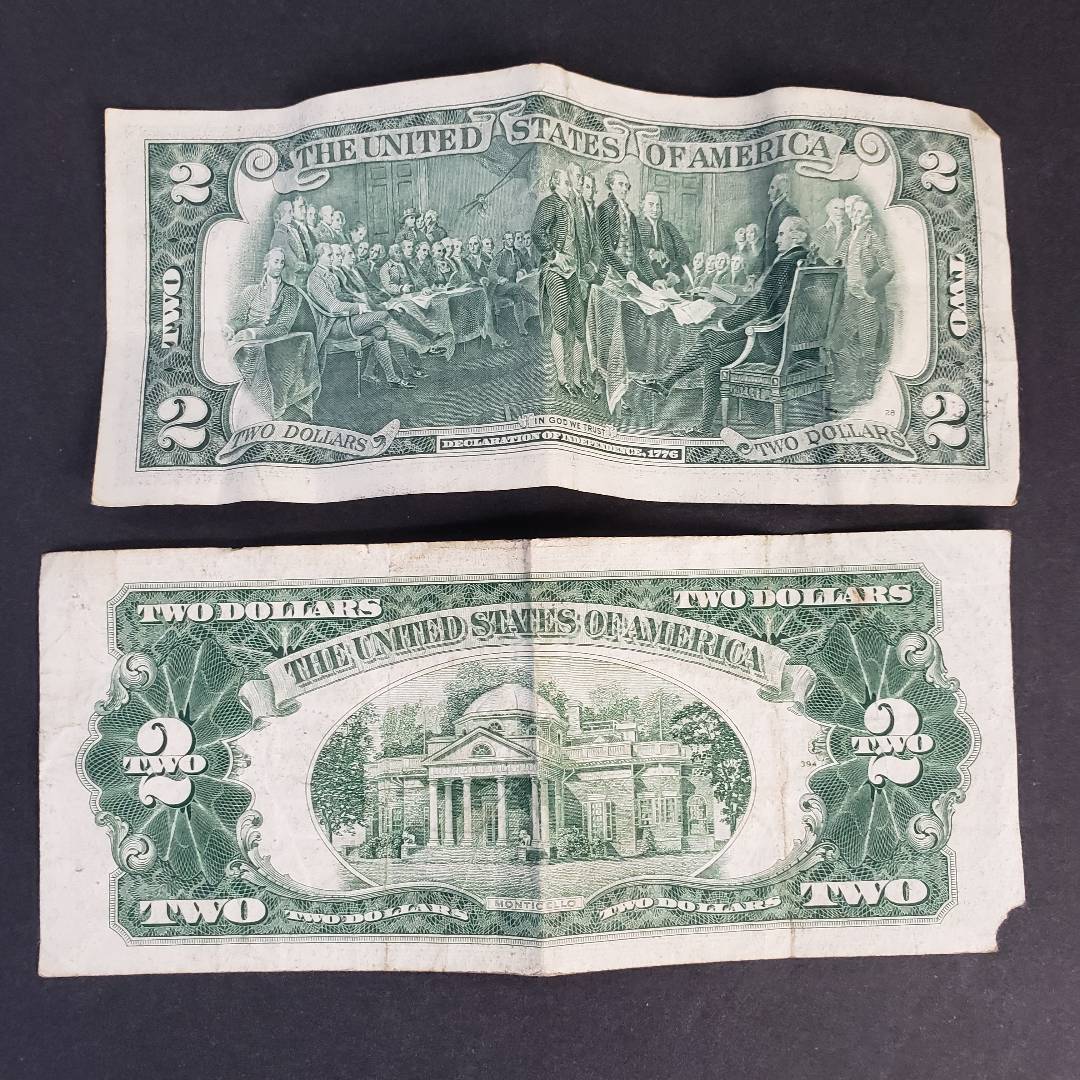 THE UNITED STATES OF AMERICA
2 2
TWO TWO
2 2
28
TWO DOLLARS IN GOD WE TRUST TWO DOLLARS
DECLARATION OF INDEPENDENCE, 1776
TWO DOLLARS TWO DOLLARS
THE UNITED STATES OF AMERICA
2 2
TWO TWO
394
TWO TWO DOLLARS MONTICELLO TWO DOLLARS TWO